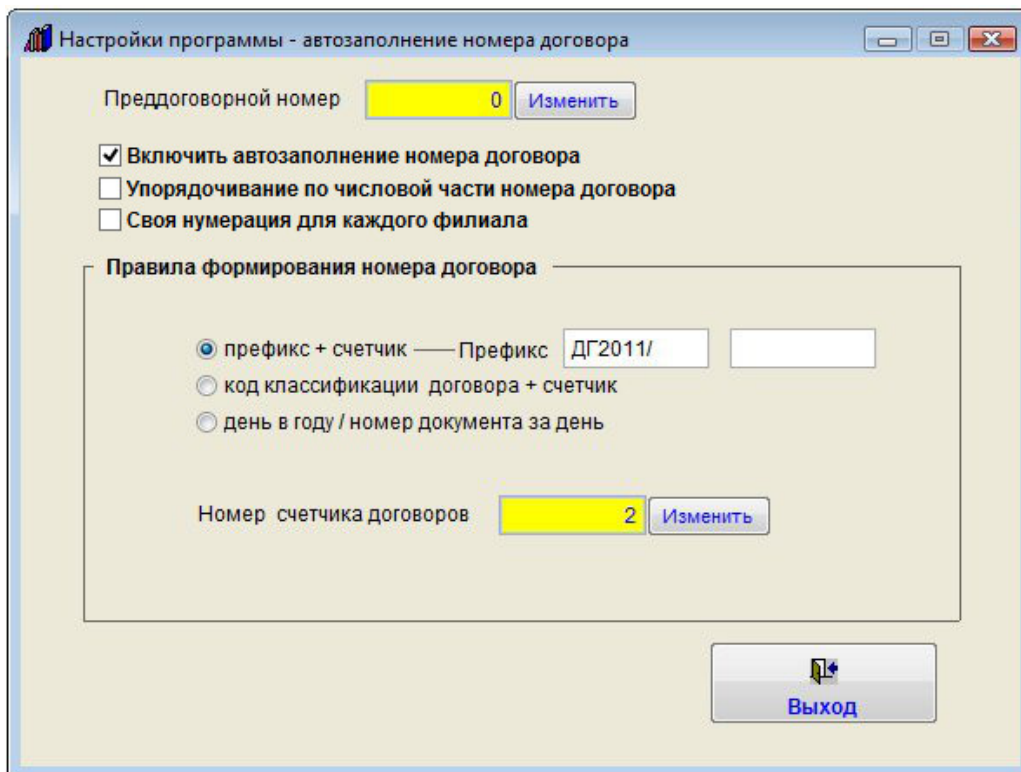 Настройки программы - автозаполнение номера договора
Преддоговорной номер 0 Изменить
Включить автозаполнение номера договора
Упорядочивание по числовой части номера договора
Своя нумерация для каждого филиала
Правила формирования номера договора
префикс + счетчик Префикс ДГ2011/
код классификации договора + счетчик
день в году / номер документа за день
Номер счетчика договоров 2 Изменить
Выход